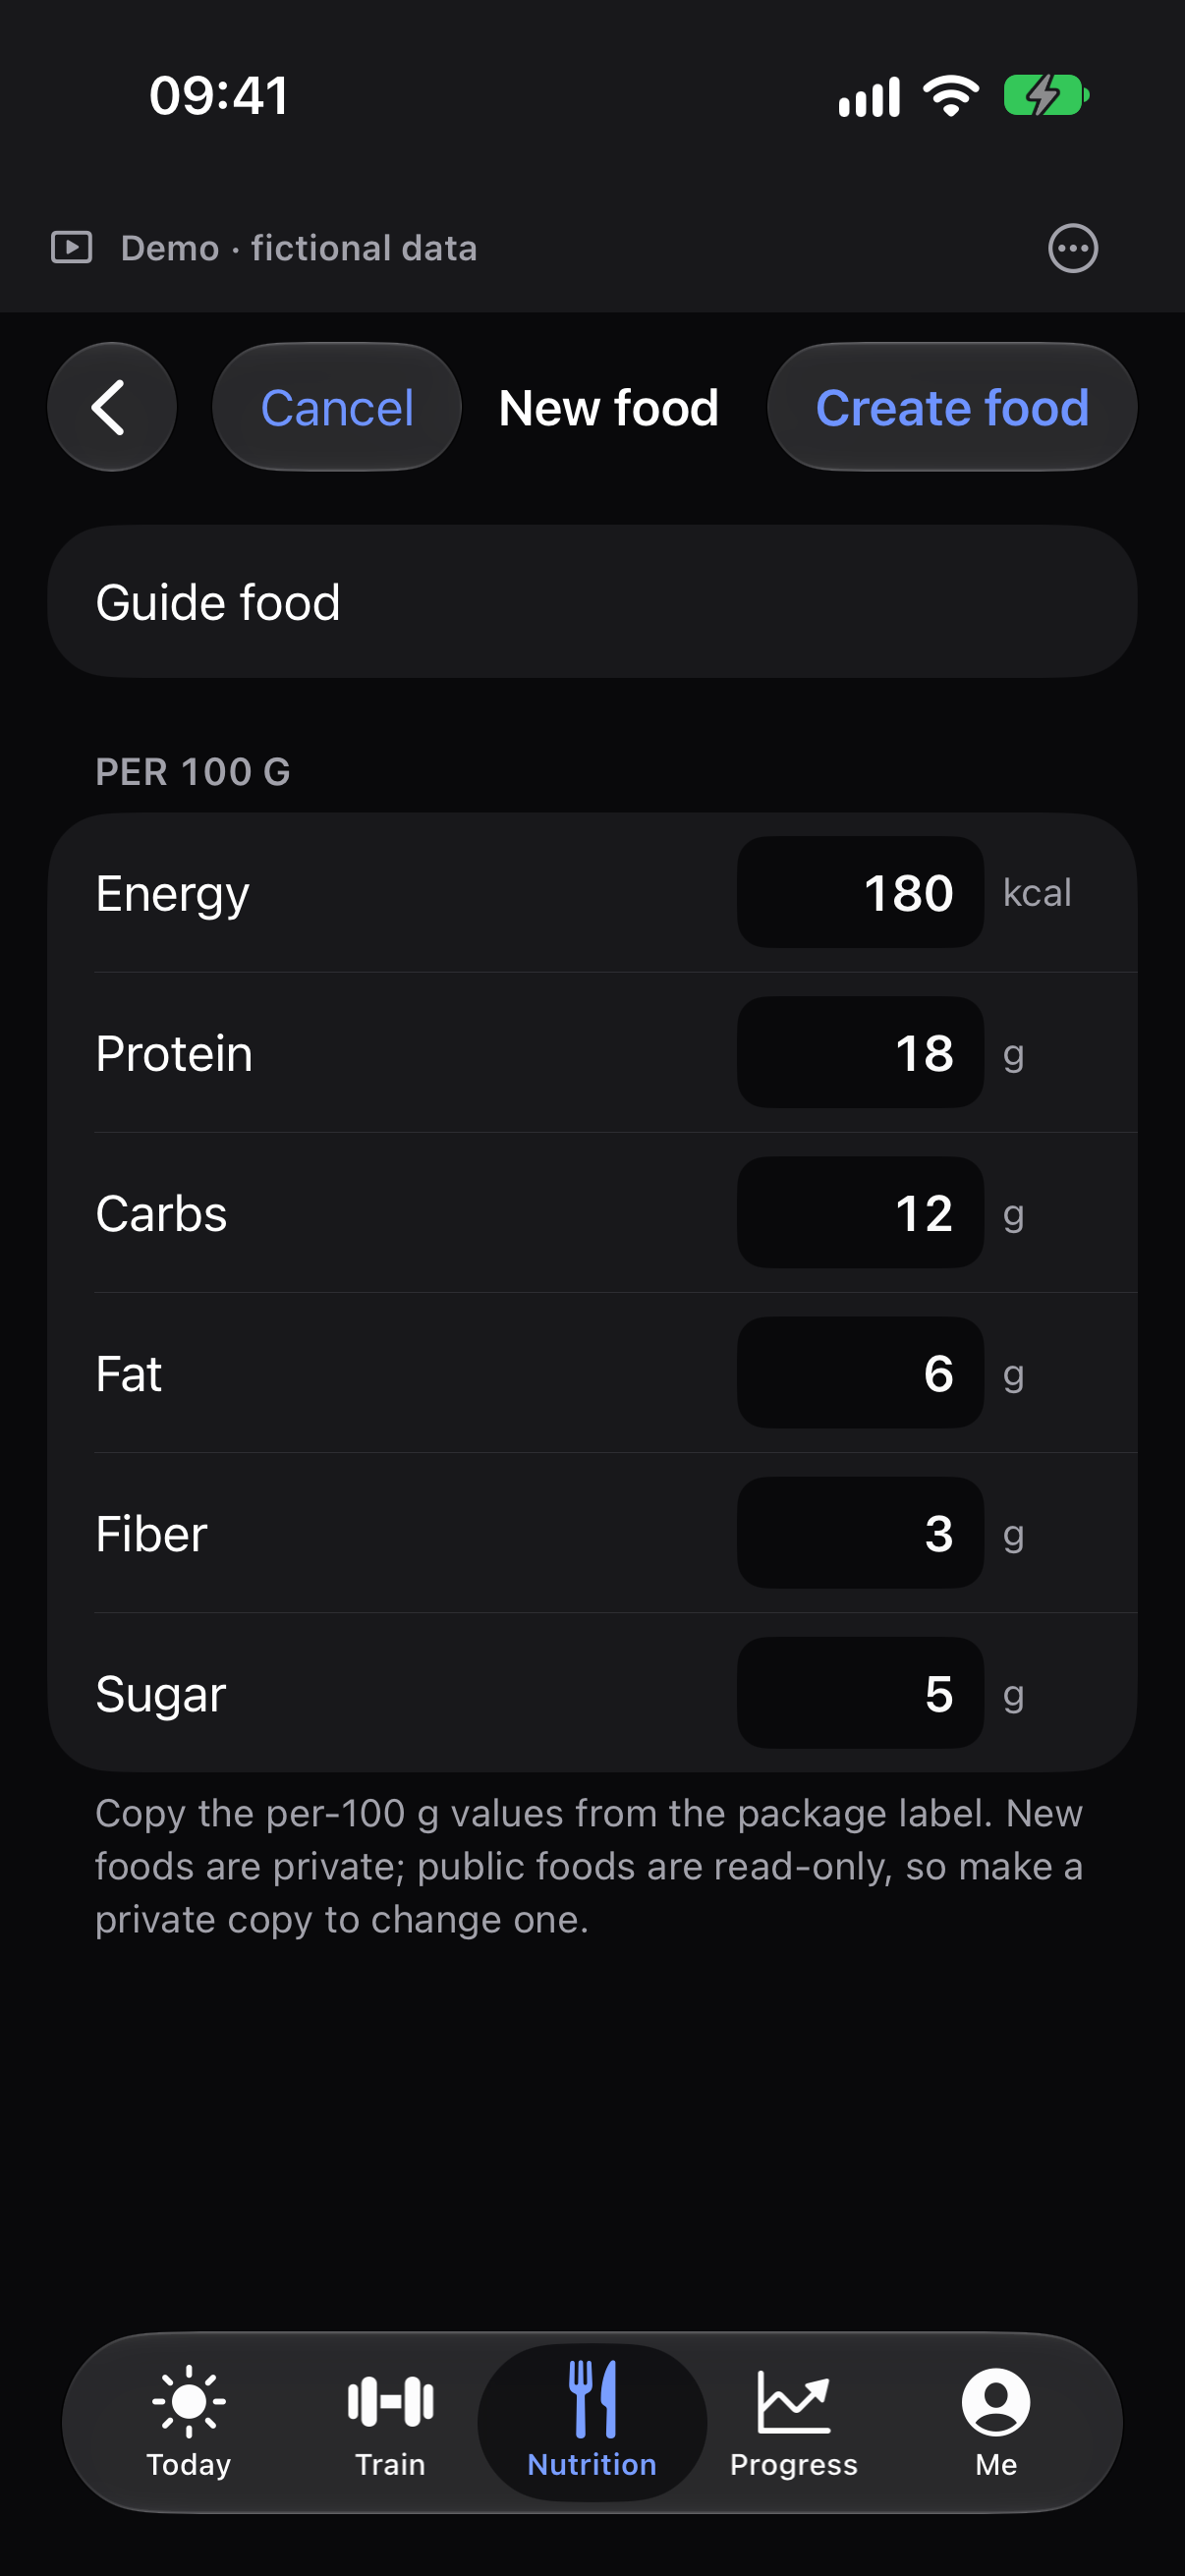 09:41
Demo · fictional data
Cancel New food Create food
Guide food
PER 100 G
Energy 180 kcal
Protein 18 g
Carbs 12 g
Fat 6 g
Fiber 3 g
Sugar 5 g
Copy the per-100 g values from the package label. New
foods are private; public foods are read-only, so make a
private copy to change one.
Today Train Nutrition Progress Me